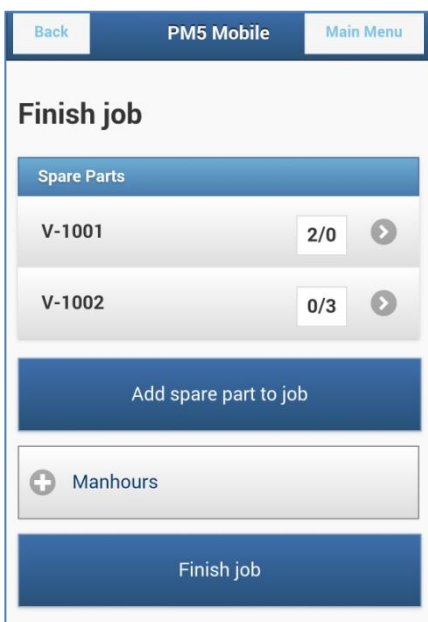 Back PM5 Mobile Main Menu
Finish job
Spare Parts
V-1001 2/0
V-1002 0/3
Add spare part to job
Manhours
Finish job